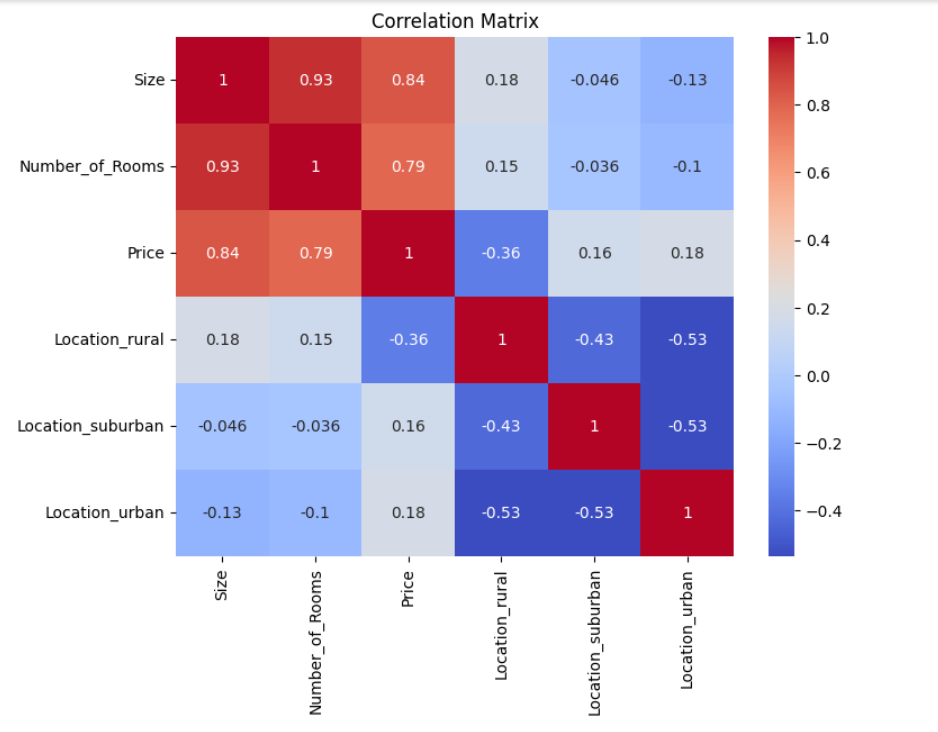 Correlation Matrix
Size 1 0.93 0.84 0.18 -0.046 -0.13
Number_of_Rooms 0.93 1 0.79 0.15 -0.036 -0.1
Price 0.84 0.79 1 -0.36 0.16 0.18
Location_rural 0.18 0.15 -0.36 1 -0.43 -0.53
Location_suburban -0.046 -0.036 0.16 -0.43 1 -0.53
Location_urban -0.13 -0.1 0.18 -0.53 -0.53 1
Size
Number_of_Rooms
Price
Location_rural
Location_suburban
Location_urban
1.0
0.8
0.6
0.4
0.2
0.0
−0.2
−0.4